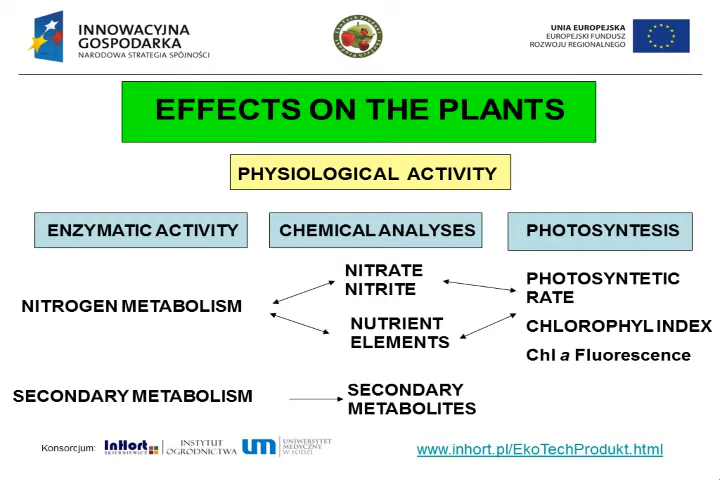 INNOWACYJNA
GOSPODARKA
NARODOWA STRATEGIA SPÓJNOŚCI
UNIA EUROPEJSKA
EUROPEJSKI FUNDUSZ
ROZWOJU REGIONALNEGO
EFFECTS ON THE PLANTS
PHYSIOLOGICAL ACTIVITY
ENZYMATIC ACTIVITY
CHEMICAL ANALYSES
PHOTOSYNTESIS
NITROGEN METABOLISM
NITRATE
NITRITE
NUTRIENT
ELEMENTS
PHOTOSYNTETIC
RATE
CHLOROPHYL INDEX
Chl a Fluorescence
SECONDARY METABOLISM
SECONDARY
METABOLITES
Konsorcjum:
InHort
SKIERNIEWICE
INSTYTUT
OGRODNICTWA
um
UNIWERSYTET
MEDYCZNY
W ŁODZI
www.inhort.pl/EkoTechProdukt.html